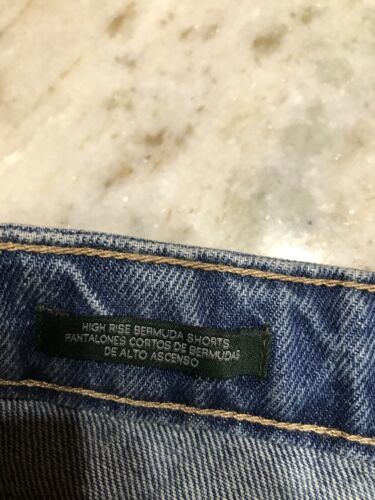 HIGH RISE BERMUDA SHORTS
PANTALONES CORTOS DE BERMUDAS
DE ALTO ASCENSO